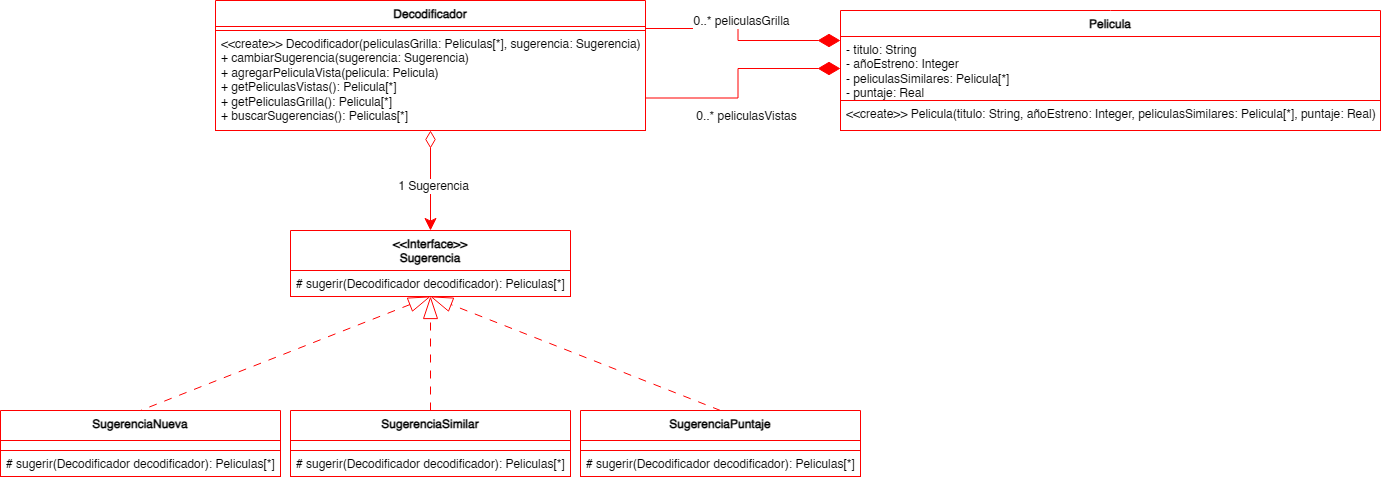 Decodificador
<<create>> Decodificador(peliculasGrilla: Peliculas[*], sugerencia: Sugerencia)
+ cambiarSugerencia(sugerencia: Sugerencia)
+ agregarPeliculaVista(pelicula: Pelicula)
+ getPeliculasVistas(): Pelicula[*]
+ getPeliculasGrilla(): Pelicula[*]
+ buscarSugerencias(): Peliculas[*]
0..* peliculasGrilla
0..* peliculasVistas
Pelicula
- titulo: String
- añoEstreno: Integer
- peliculasSimilares: Pelicula[*]
- puntaje: Real
<<create>> Pelicula(titulo: String, añoEstreno: Integer, peliculasSimilares: Pelicula[*], puntaje: Real)
1 Sugerencia
<<Interface>>
Sugerencia
# sugerir(Decodificador decodificador): Peliculas[*]
SugerenciaNueva
# sugerir(Decodificador decodificador): Peliculas[*]
SugerenciaSimilar
# sugerir(Decodificador decodificador): Peliculas[*]
SugerenciaPuntaje
# sugerir(Decodificador decodificador): Peliculas[*]